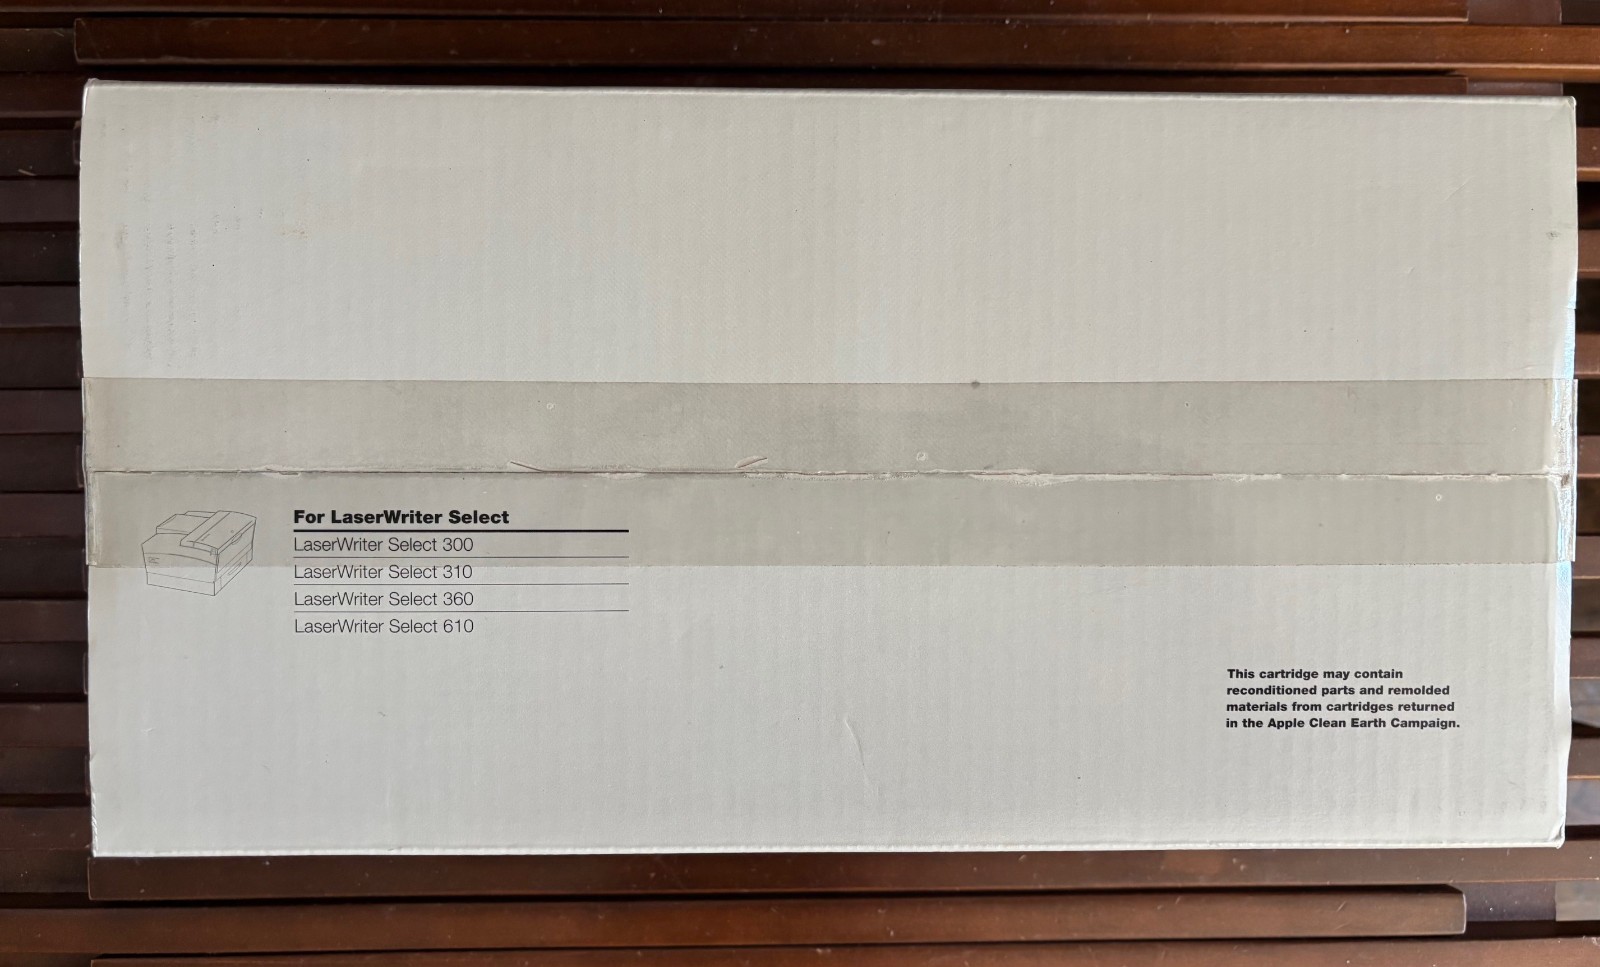 For LaserWriter Select
LaserWriter Select 300
LaserWriter Select 310
LaserWriter Select 360
LaserWriter Select 610
This cartridge may contain
reconditioned parts and remolded
materials from cartridges returned
in the Apple Clean Earth Campaign.